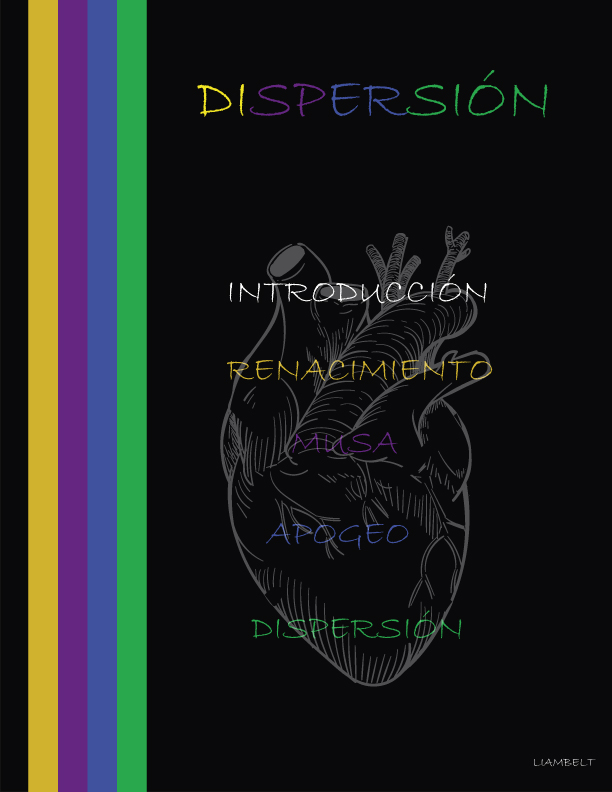 DISPERSIÓN
INTRODUCCIÓN
RENACIMIENTO
MUSA
APOGEO
DISPERSIÓN
LIAMBELT